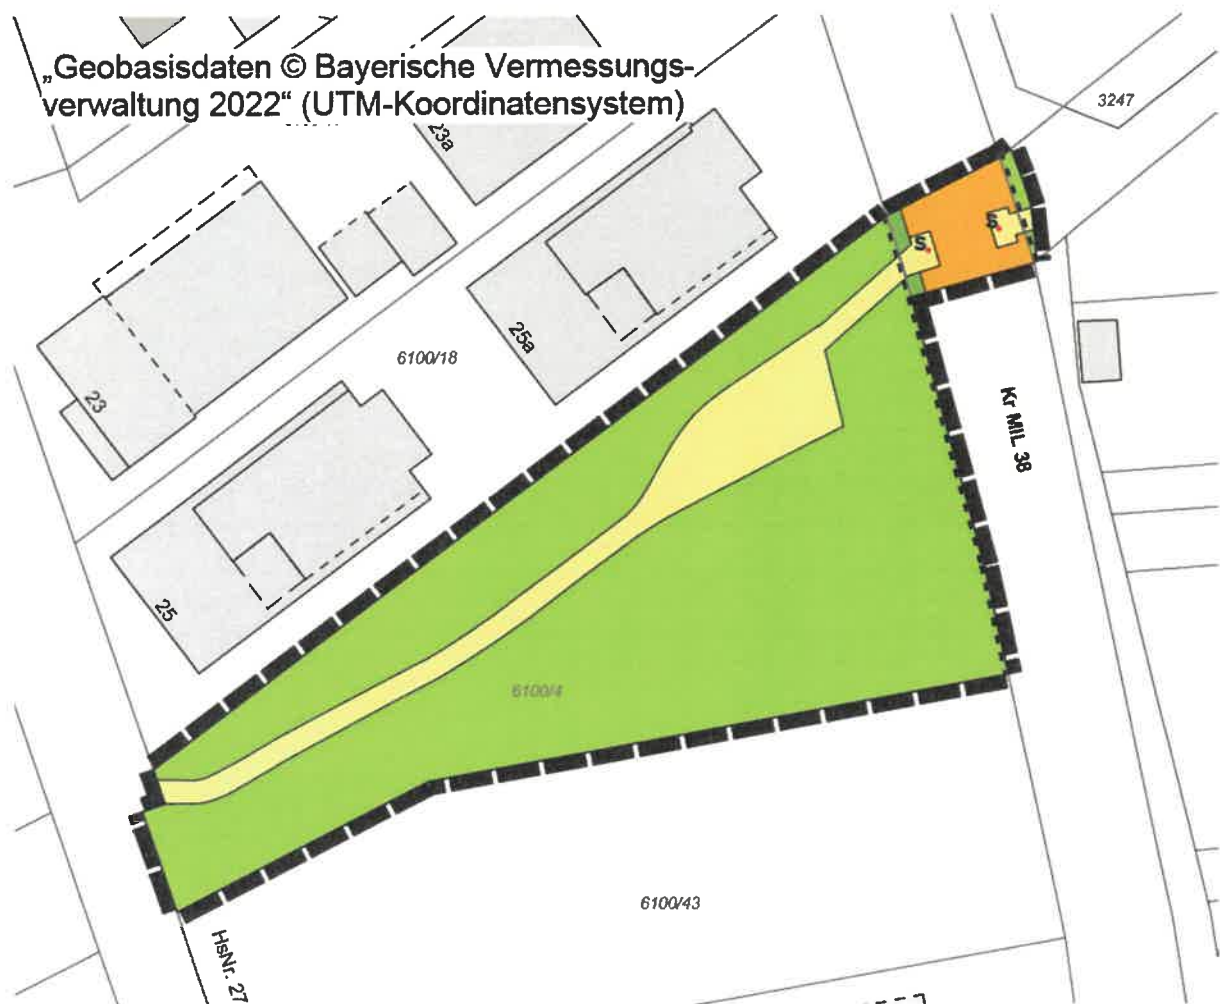 „Geobasisdaten © Bayerische Vermessungs-
verwaltung 2022“ (UTM-Koordinatensystem)
3247
23a
S
S
25a
6100/18
23
Kr MIL 38
25
6100/4
6100/43
HsNr. 27